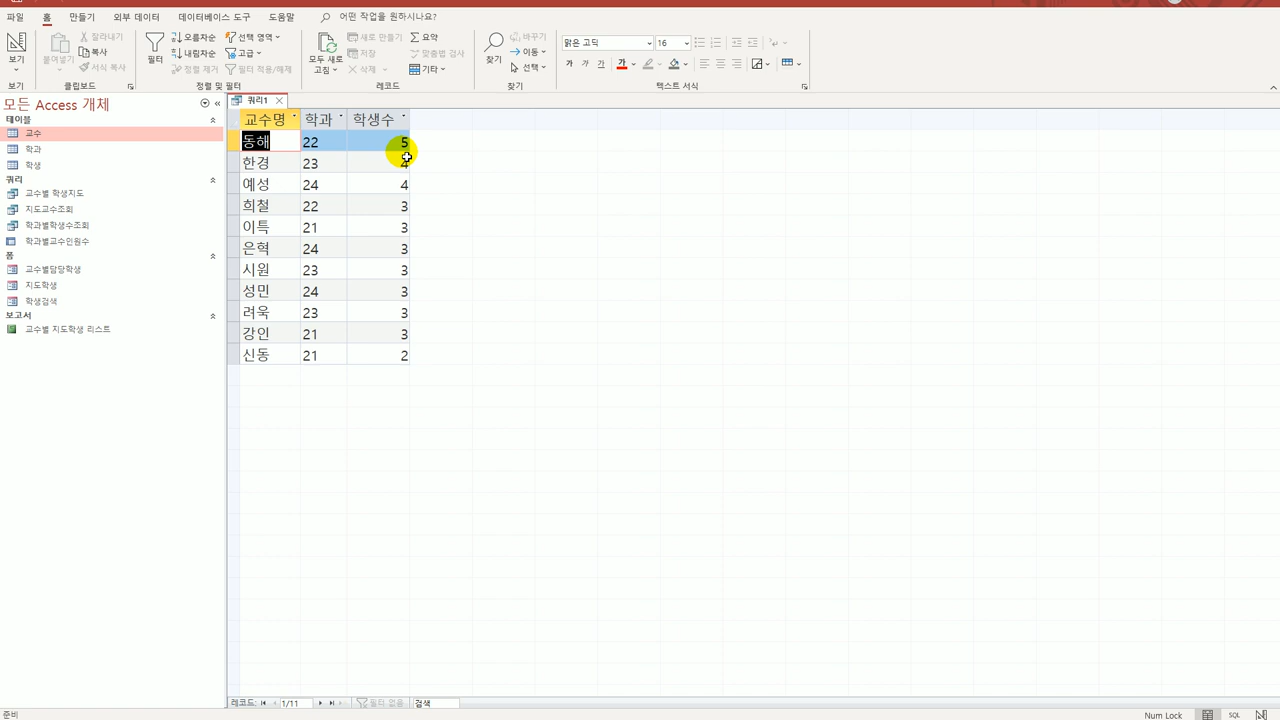 파일 홈 만들기 외부 데이터 데이터베이스 도구 도움말 어떤 작업을 원하시나요?
보기
보기
붙여넣기
잘라내기
복사
서식 복사
클립보드
필터
오름차순
내림차순
정렬 제거
선택 영역
고급
필터 적용/해제
정렬 및 필터
모두 새로 고침
새로 만들기
저장
삭제
요약
맞춤법 검사
기타
레코드
찾기
바꾸기
이동
선택
찾기
맑은 고딕 16
가 가 가 가
텍스트 서식
모든 Access 개체
테이블
교수
학과
학생
쿼리
교수별 학생지도
지도교수조회
학과별학생수조회
학과별교수인원수
폼
교수별담당학생
지도학생
학생검색
보고서
교수별 지도학생 리스트
쿼리1
교수명 학과 학생수
동해 22 5
한경 23 4
예성 24 4
희철 22 3
이특 21 3
은혁 24 3
시원 23 3
성민 24 3
려욱 23 3
강인 21 3
신동 21 2
레코드: 1/11 필터 없음 검색
준비 Num Lock SQL